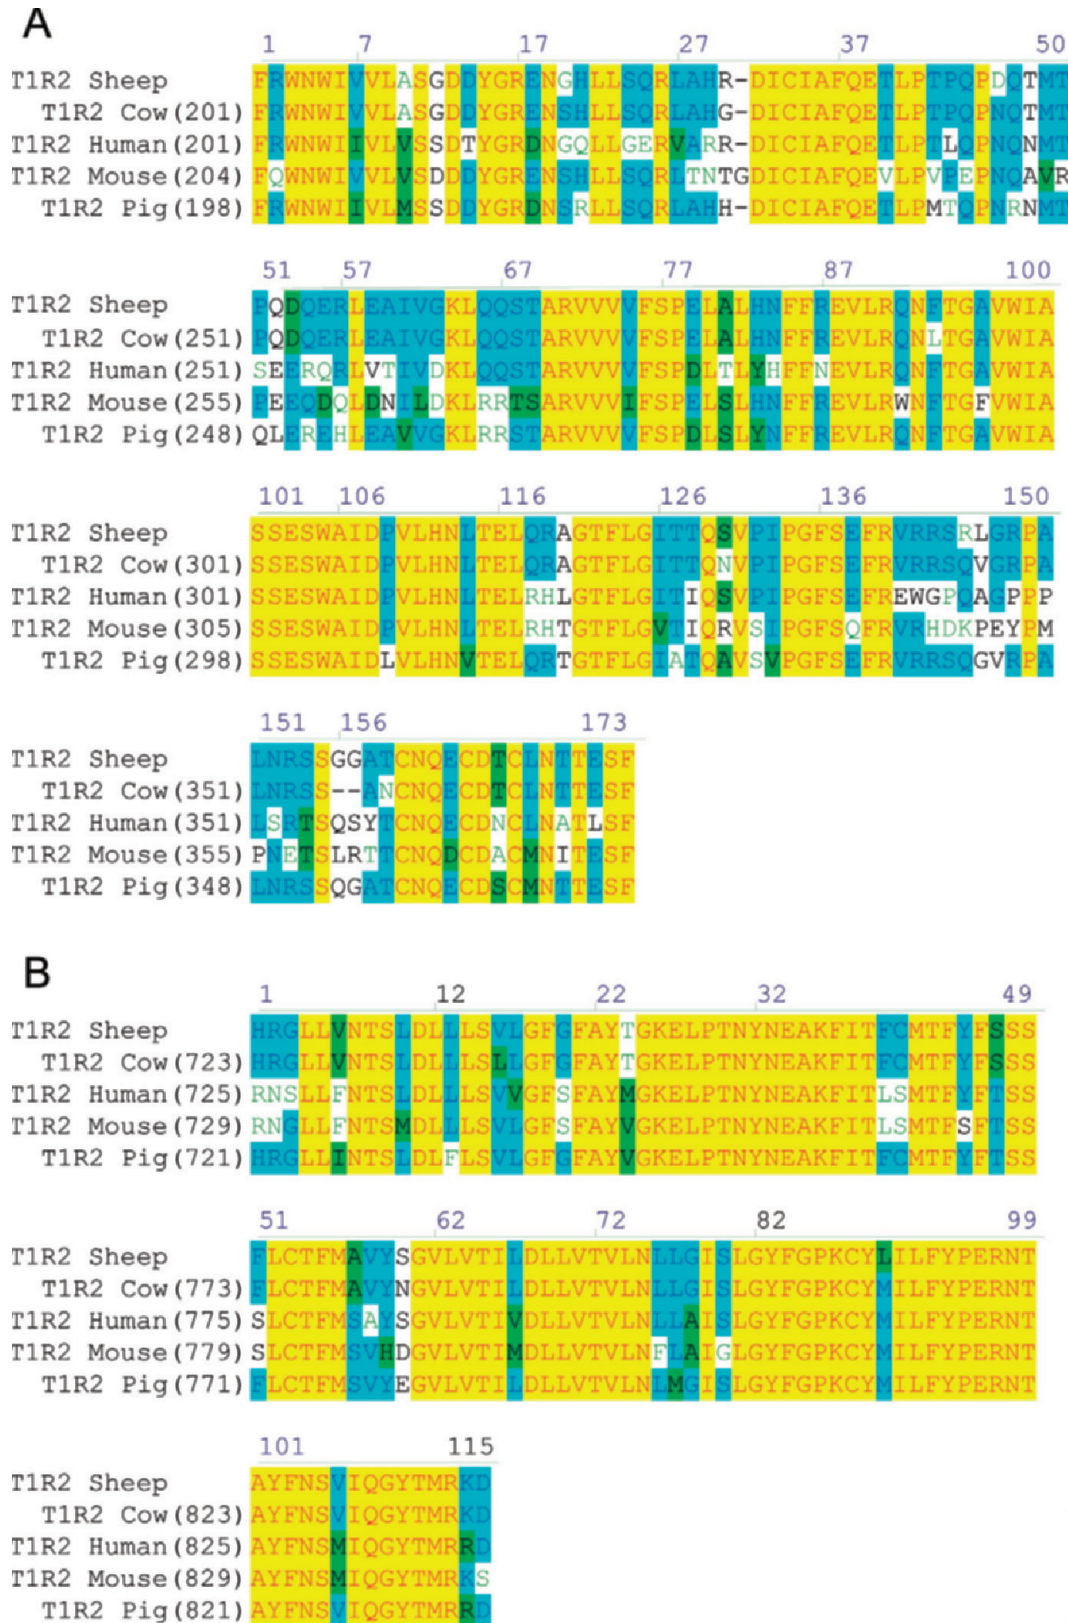 A
1 7 17 27 37 50
T1R2 Sheep FRWNWIVVLASGDDYGRENGHLLSQRLAHR-DICIAFQETLPTPQPDQTMT
T1R2 Cow(201) FRWNWIVVLASGDDYGRENSHLLSQRLAHG-DICIAFQETLPTPQPNQTMT
T1R2 Human(201) FRWNWIIVLVSSDTYGRDNGQLLGERVARR-DICIAFQETLPTLQPNQNMT
T1R2 Mouse(204) FQWNWIVVLVSDDDYGRENSHLLSQRLTNTGDICIAFQEVLPVPEPNQAVR
T1R2 Pig(198) FRWNWIIVLMSSDDYGRDNSRLLSQRLAHH-DICIAFQETLPMTQPNRNMT
51 57 67 77 87 100
T1R2 Sheep PQDQERLEAIVGKLQQSTARVVVVFSPELALHNFFREVLRQNFTGAVWIA
T1R2 Cow(251) PQDQERLEAIVGKLQQSTARVVVVFSPELALHNFFREVLRQNLTGAVWIA
T1R2 Human(251) SEERQRLVTIVDKLQQSTARVVVVFSPDLTLYHFFNEVLRQNFTGAVWIA
T1R2 Mouse(255) PEEQDQLDNILDKLRRTSARVVVIFSPELSLHNFFREVLRWNFTGFVWIA
T1R2 Pig(248) QLEREHLEAVVGKLRRSTARVVVVFSPDLSLYNFFREVLRQNFTGAVWIA
101 106 116 126 136 150
T1R2 Sheep SSESWAIDPVLHNLTELQRAGTFLGITTQSVPIPGFSEFRVRRSRLGRPA
T1R2 Cow(301) SSESWAIDPVLHNLTELQRAGTFLGITTQNVPIPGFSEFRVRRSQVGRPA
T1R2 Human(301) SSESWAIDPVLHNLTELRHLGTFLGITIQSVPIPGFSEFREWGPQAGPPP
T1R2 Mouse(305) SSESWAIDPVLHNLTELRHTGTFLGVTIQRVSIPGFSQFRVRHDKPEYPM
T1R2 Pig(298) SSESWAIDLVLHNVTELQRTGTFLGIATQAVSVPGFSEFRVRRSQGVRPA
151 156 173
T1R2 Sheep LNRSSGGATCNQECDTCLNTTESF
T1R2 Cow(351) LNRSS--ANCNQECDTCLNTTESF
T1R2 Human(351) LSRTSQSYTCNQECDNCLNATLSF
T1R2 Mouse(355) PNETSLRTTCNQDCDACMNITESF
T1R2 Pig(348) LNRSSQGATCNQECDSCMNTTESF
B
1 12 22 32 49
T1R2 Sheep HRGLLVNTSLDLLLSVLGFGFAYTGKELPTNYNEAKFITFCMTFYFSSS
T1R2 Cow(723) HRGLLVNTSLDLLLSLLGFGFAYTGKELPTNYNEAKFITFCMTFYFSSS
T1R2 Human(725) RNSLLFNTSLDLLLSVVGFSFAYMGKELPTNYNEAKFITLSMTFYFTSS
T1R2 Mouse(729) RNGLLFNTSMDLLLSVLGFSFAYVGKELPTNYNEAKFITLSMTFSFTSS
T1R2 Pig(721) HRGLLINTSLDLFLSVLGFGFAYVGKELPTNYNEAKFITFCMTFYFTSS
51 62 72 82 99
T1R2 Sheep FLCTFMAVYSGVLVTILDLLVTVLNLLGISLGYFGPKCYLILFYPERNT
T1R2 Cow(773) FLCTFMAVYNGVLVTILDLLVTVLNLLGISLGYFGPKCYMILFYPERNT
T1R2 Human(775) SLCTFMSAYSGVLVTIVDLLVTVLNLLAISLGYFGPKCYMILFYPERNT
T1R2 Mouse(779) SLCTFMSVHDGVLVTIMDLLVTVLNFLAIGLGYFGPKCYMILFYPERNT
T1R2 Pig(771) FLCTFMSVYEGVLVTILDLLVTVLNLMGISLGYFGPKCYMILFYPERNT
101 115
T1R2 Sheep AYFNSVIQGYTMRKD
T1R2 Cow(823) AYFNSVIQGYTMRKD
T1R2 Human(825) AYFNSMIQGYTMRRD
T1R2 Mouse(829) AYFNSMIQGYTMRKS
T1R2 Pig(821) AYFNSVIQGYTMRRD